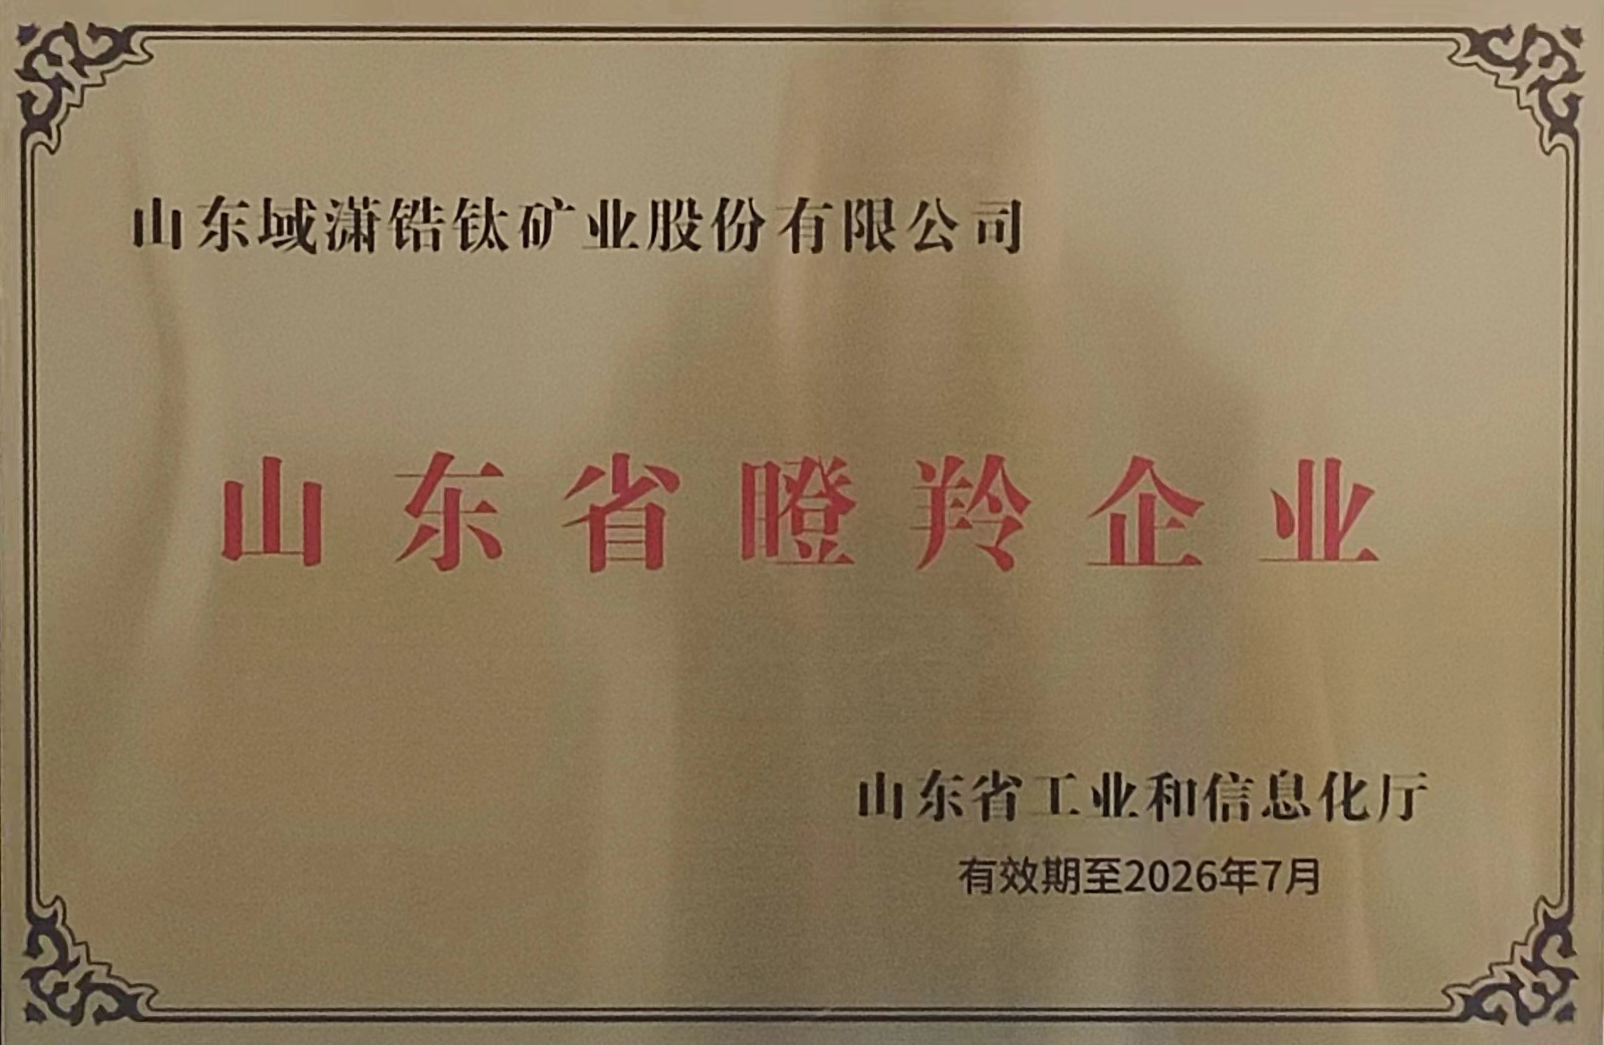 山东域潇锆钛矿业股份有限公司
山东省瞪羚企业
山东省工业和信息化厅
有效期至2026年7月